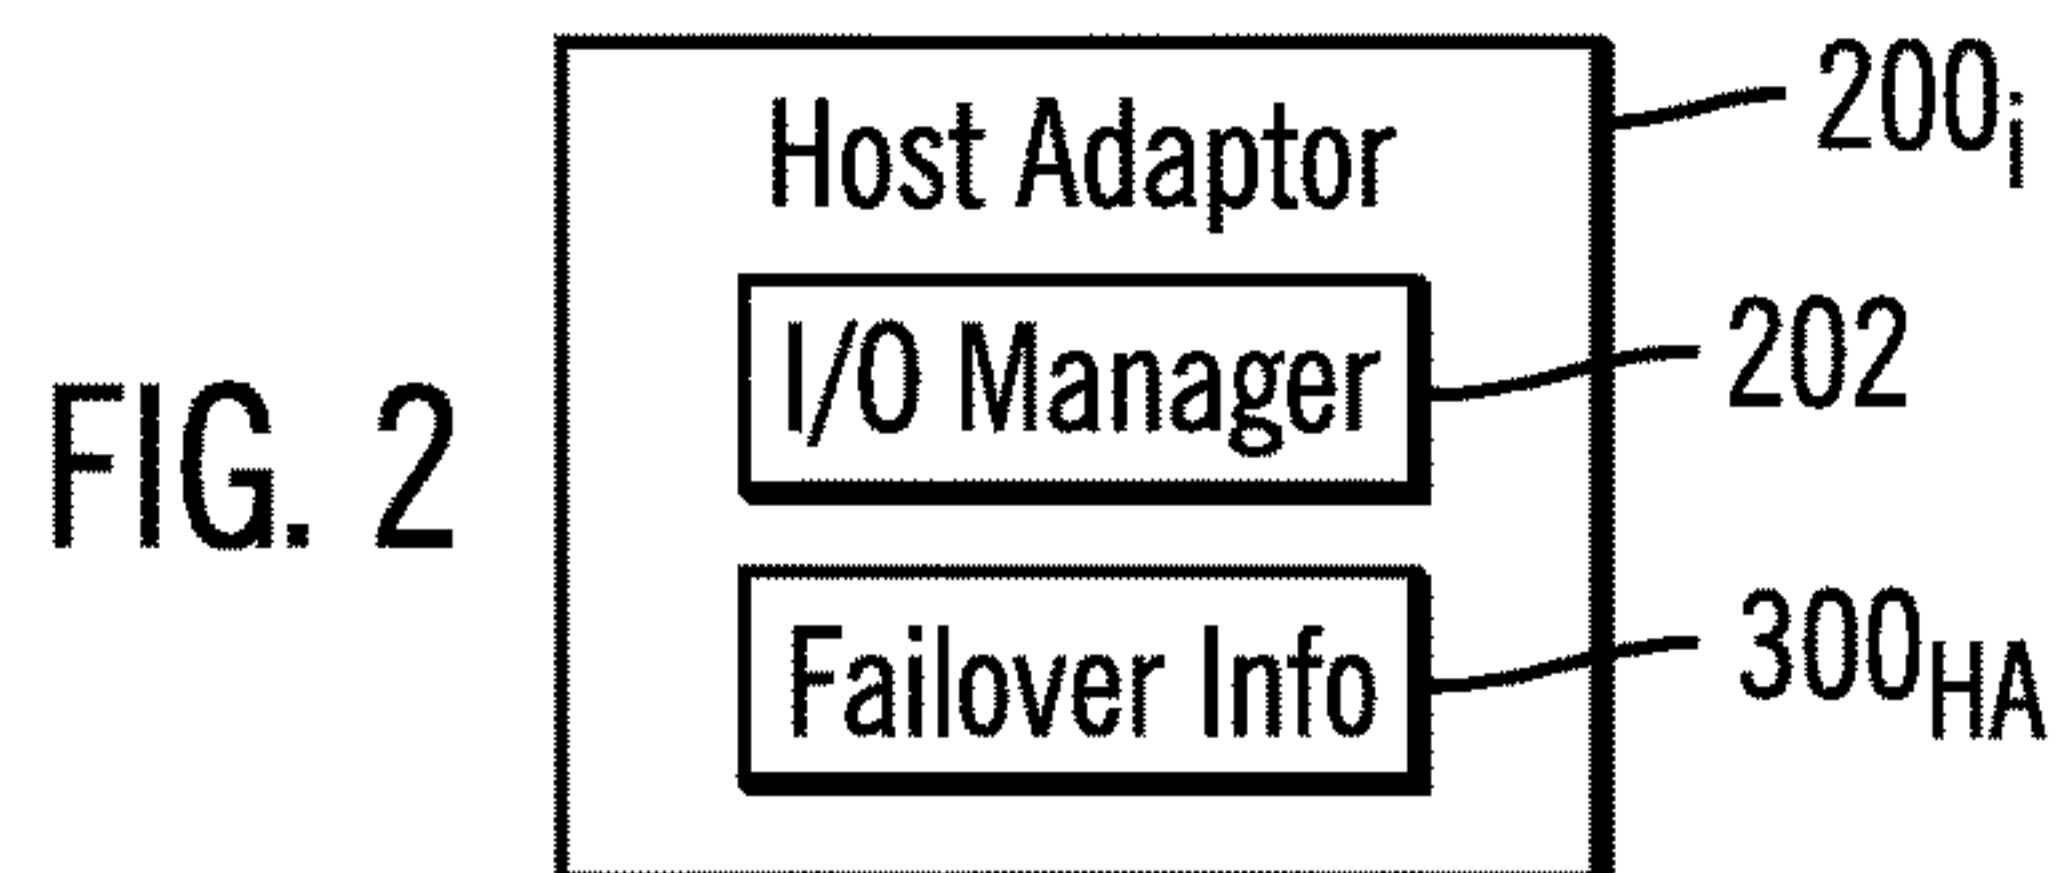 Host Adaptor 200i
I/O Manager 202
FIG. 2
Failover Info 300HA